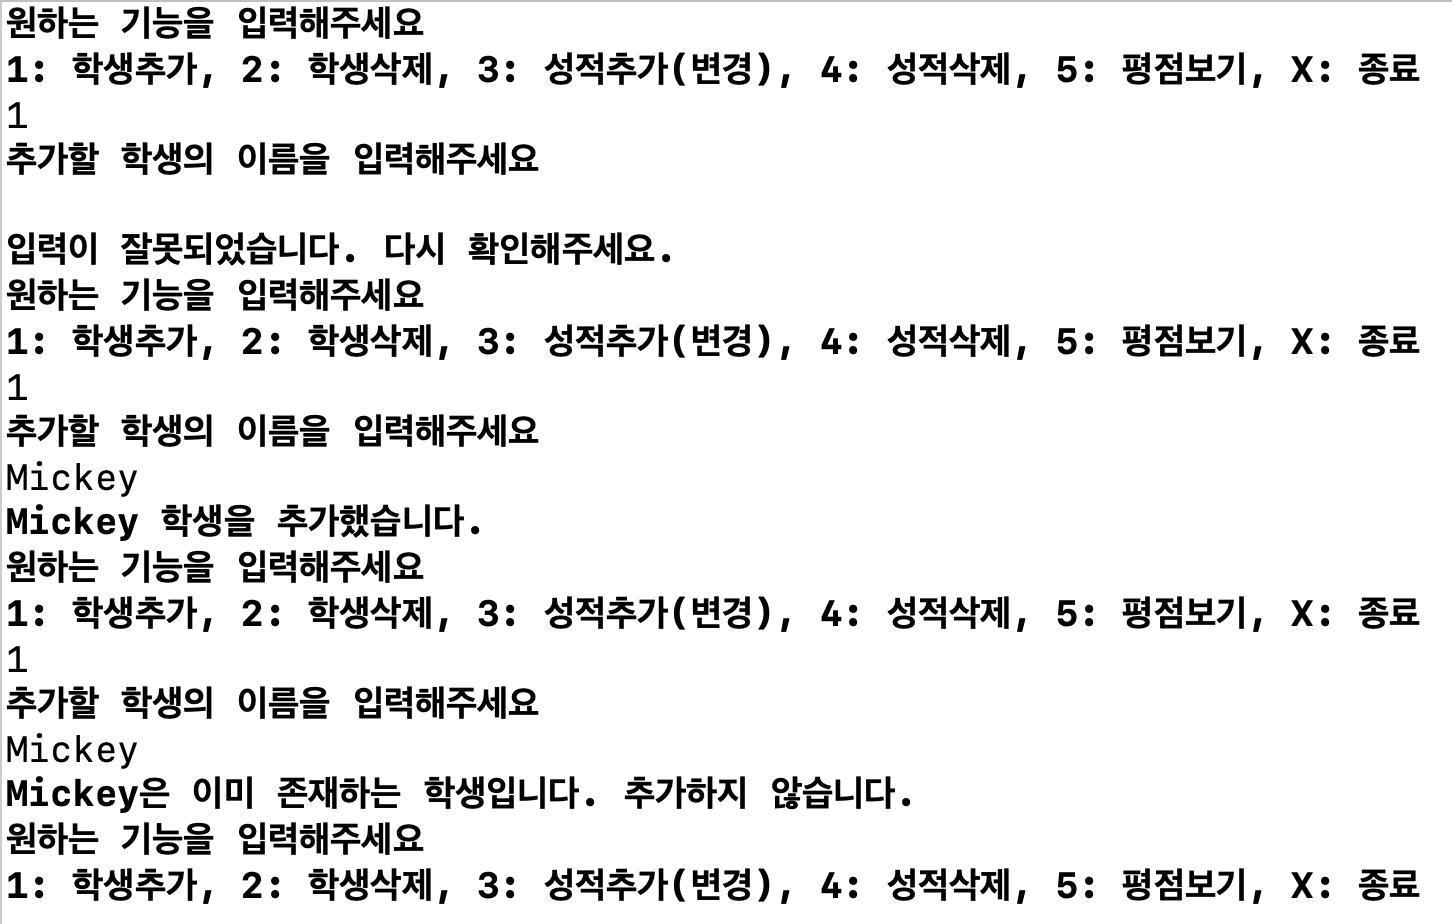 원하는 기능을 입력해주세요
1: 학생추가, 2: 학생삭제, 3: 성적추가(변경), 4: 성적삭제, 5: 평점보기, X: 종료
1
추가할 학생의 이름을 입력해주세요
입력이 잘못되었습니다. 다시 확인해주세요.
원하는 기능을 입력해주세요
1: 학생추가, 2: 학생삭제, 3: 성적추가(변경), 4: 성적삭제, 5: 평점보기, X: 종료
1
추가할 학생의 이름을 입력해주세요
Mickey
Mickey 학생을 추가했습니다.
원하는 기능을 입력해주세요
1: 학생추가, 2: 학생삭제, 3: 성적추가(변경), 4: 성적삭제, 5: 평점보기, X: 종료
1
추가할 학생의 이름을 입력해주세요
Mickey
Mickey은 이미 존재하는 학생입니다. 추가하지 않습니다.
원하는 기능을 입력해주세요
1: 학생추가, 2: 학생삭제, 3: 성적추가(변경), 4: 성적삭제, 5: 평점보기, X: 종료